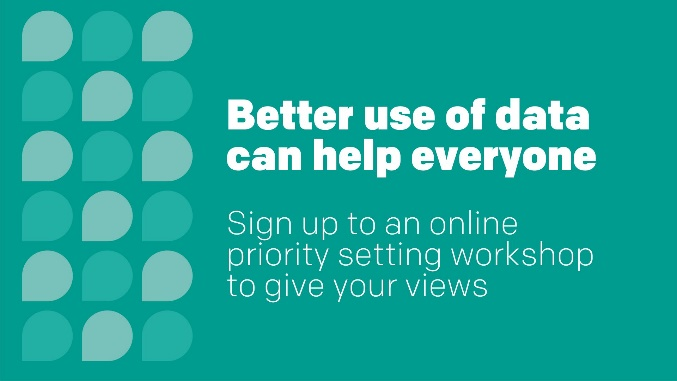 Better use of data
can help everyone
Sign up to an online
priority setting workshop
to give your views